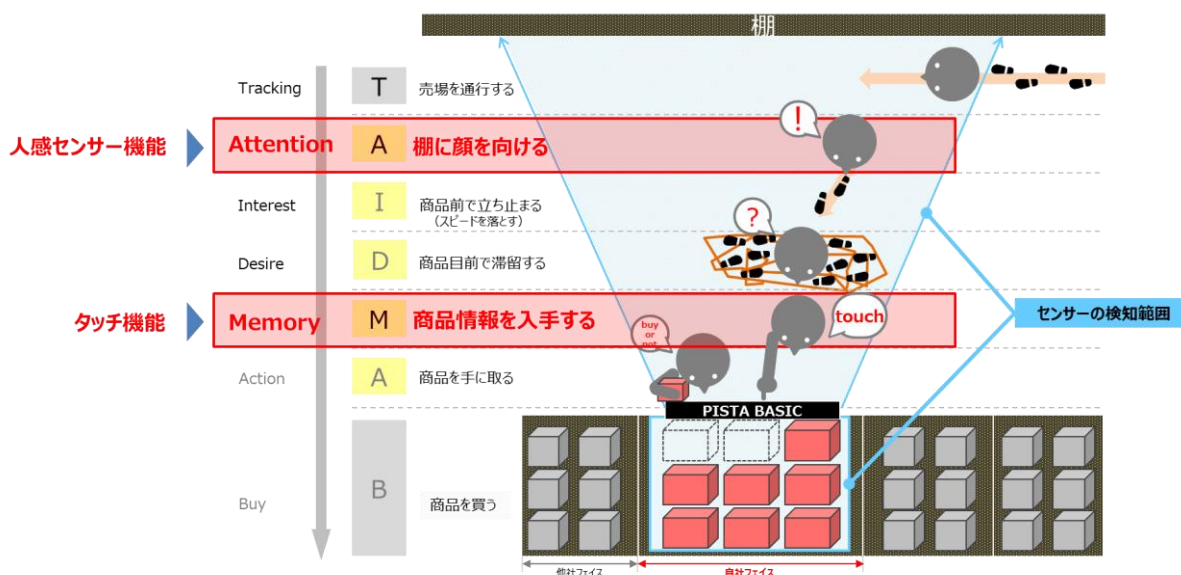 棚
Tracking
T
売場を通行する
人感センサー機能
Attention
A
棚に顔を向ける
!
Interest
I
商品前で立ち止まる
(スピードを落とす)
?
Desire
D
商品目前で滞留する
タッチ機能
Memory
M
商品情報を入手する
touch
センサーの検知範囲
buy
or
not
Action
A
商品を手に取る
PISTA BASIC
Buy
B
商品を買う
他社フェイス
自社フェイス